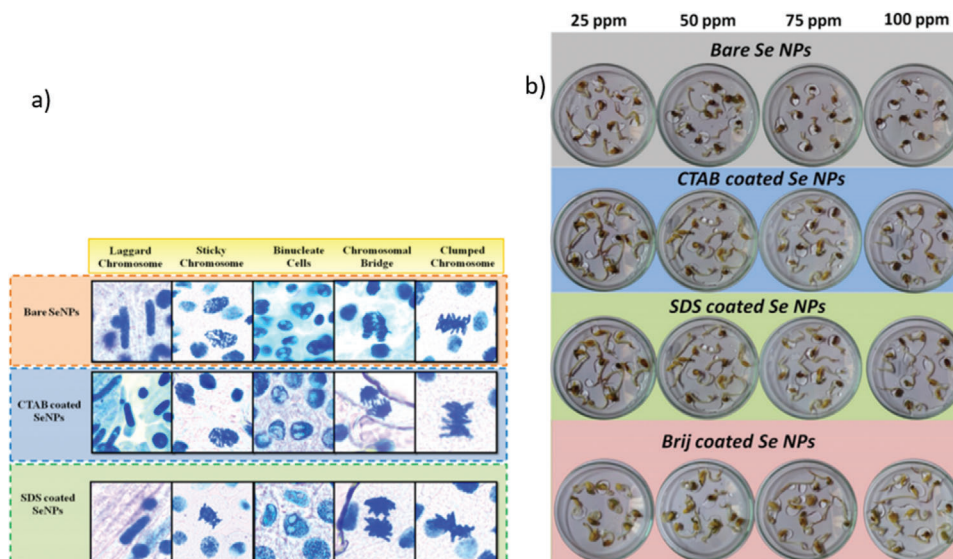 a)
Laggard
Chromosome
Sticky
Chromosome
Binucleate
Cells
Chromosomal
Bridge
Clumped
Chromosome
Bare SeNPs
CTAB coated
SeNPs
SDS coated
SeNPs
b)
25 ppm 50 ppm 75 ppm 100 ppm
Bare Se NPs
CTAB coated Se NPs
SDS coated Se NPs
Brij coated Se NPs